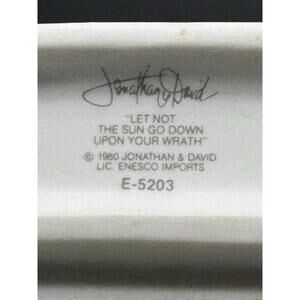 Jonathan & David
"LET NOT
THE SUN GO DOWN
UPON YOUR WRATH"
© 1980 JONATHAN & DAVID
LIC. ENESCO IMPORTS
E-5203